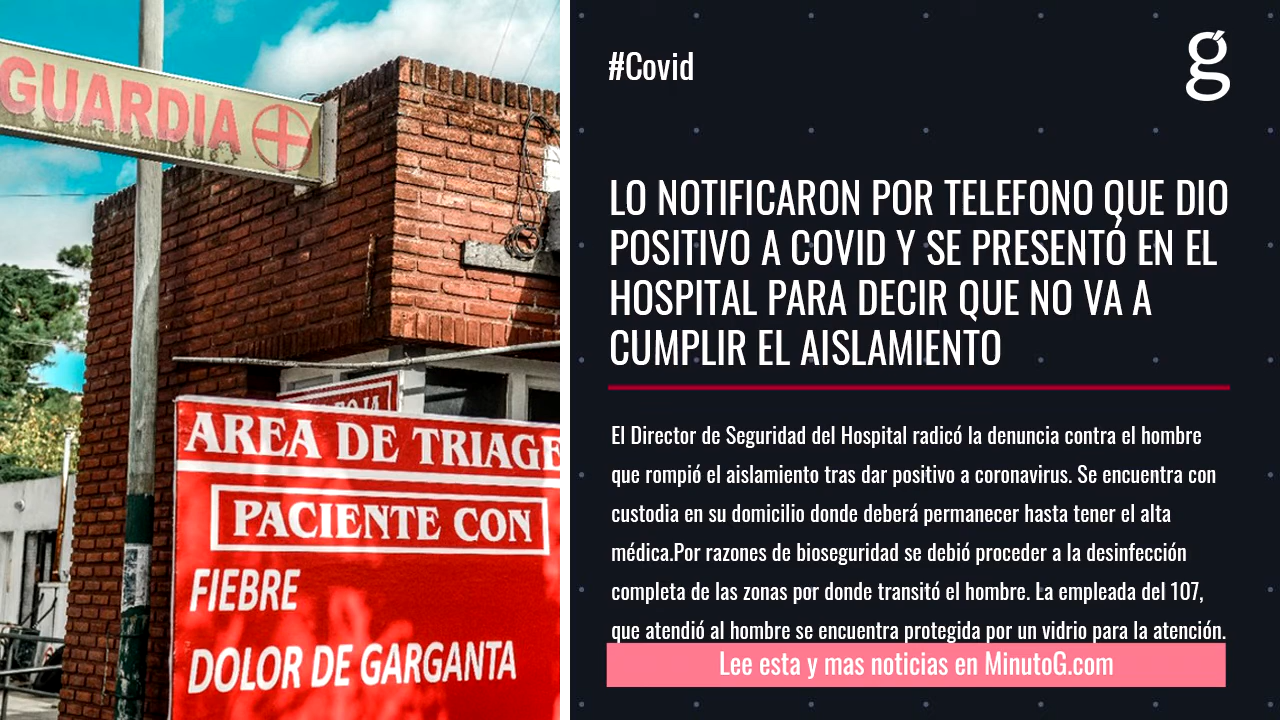 GUARDIA
AREA DE TRIAGE
PACIENTE CON
FIEBRE
DOLOR DE GARGANTA
#Covid
g
LO NOTIFICARON POR TELEFONO QUE DIO
POSITIVO A COVID Y SE PRESENTÓ EN EL
HOSPITAL PARA DECIR QUE NO VA A
CUMPLIR EL AISLAMIENTO
El Director de Seguridad del Hospital radicó la denuncia contra el hombre
que rompió el aislamiento tras dar positivo a coronavirus. Se encuentra con
custodia en su domicilio donde deberá permanecer hasta tener el alta
médica.Por razones de bioseguridad se debió proceder a la desinfección
completa de las zonas por donde transitó el hombre. La empleada del 107,
que atendió al hombre se encuentra protegida por un vidrio para la atención.
Lee esta y mas noticias en MinutoG.com